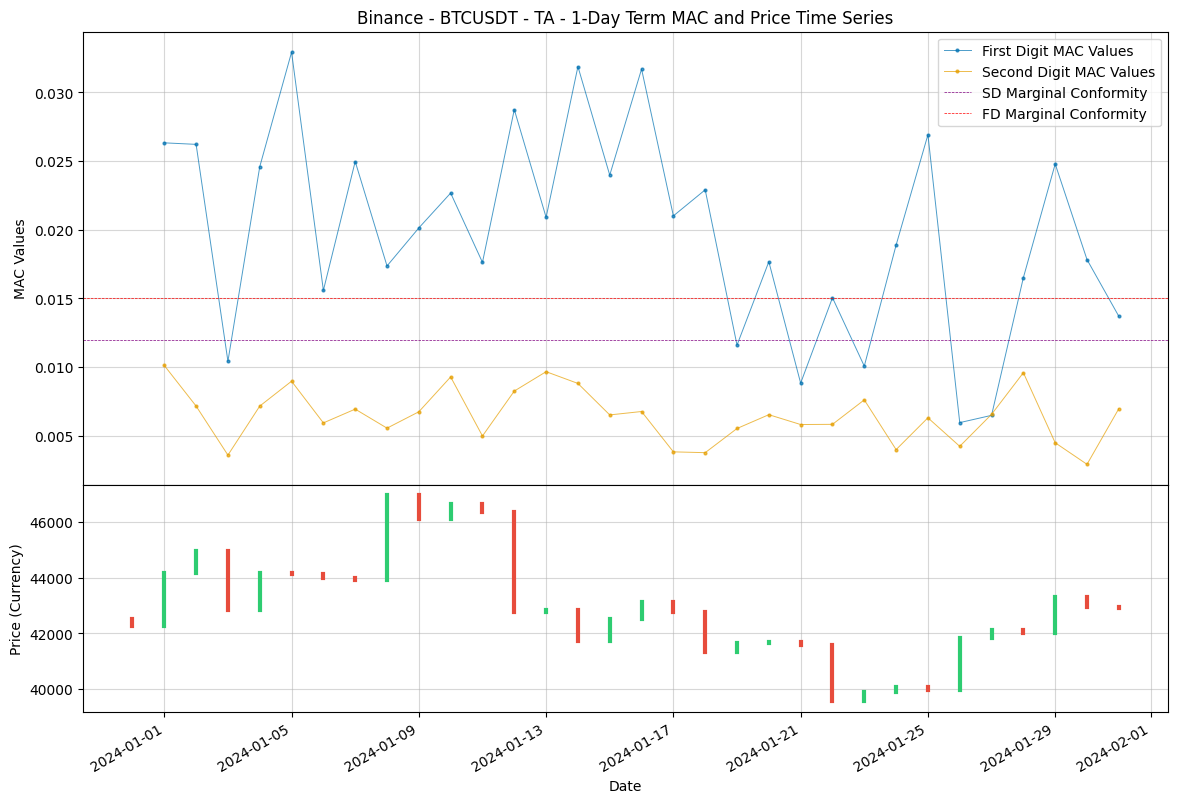 Binance - BTCUSDT - TA - 1-Day Term MAC and Price Time Series
First Digit MAC Values
Second Digit MAC Values
SD Marginal Conformity
FD Marginal Conformity
MAC Values
0.030
0.025
0.020
0.015
0.010
0.005
Price (Currency)
46000
44000
42000
40000
2024-01-01
2024-01-05
2024-01-09
2024-01-13
2024-01-17
2024-01-21
2024-01-25
2024-01-29
2024-02-01
Date